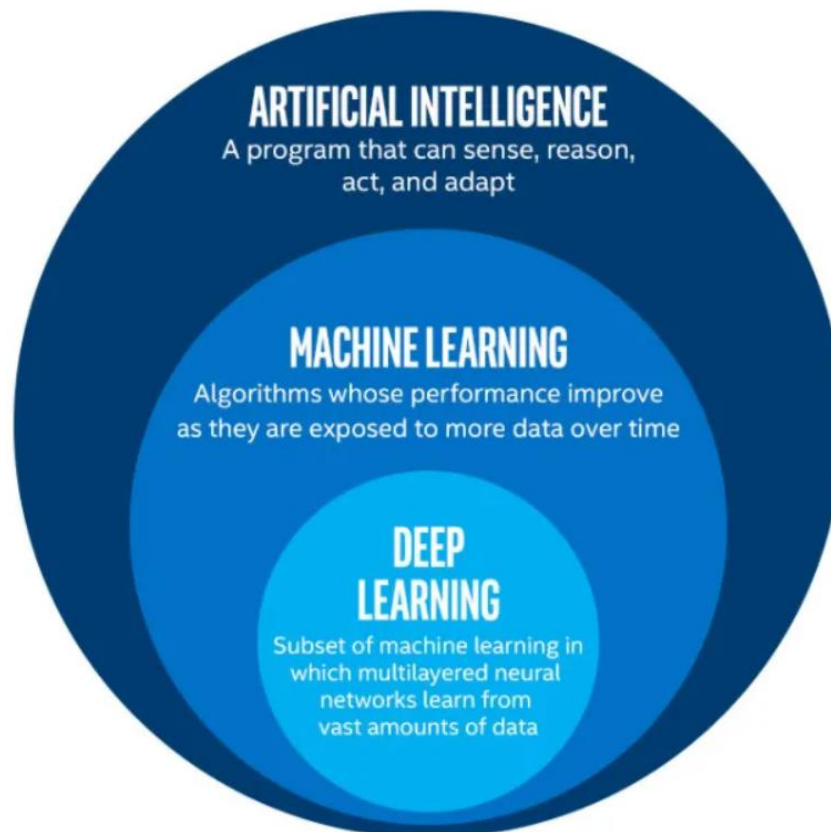 ARTIFICIAL INTELLIGENCE
A program that can sense, reason,
act, and adapt
MACHINE LEARNING
Algorithms whose performance improve
as they are exposed to more data over time
DEEP
LEARNING
Subset of machine learning in
which multilayered neural
networks learn from
vast amounts of data